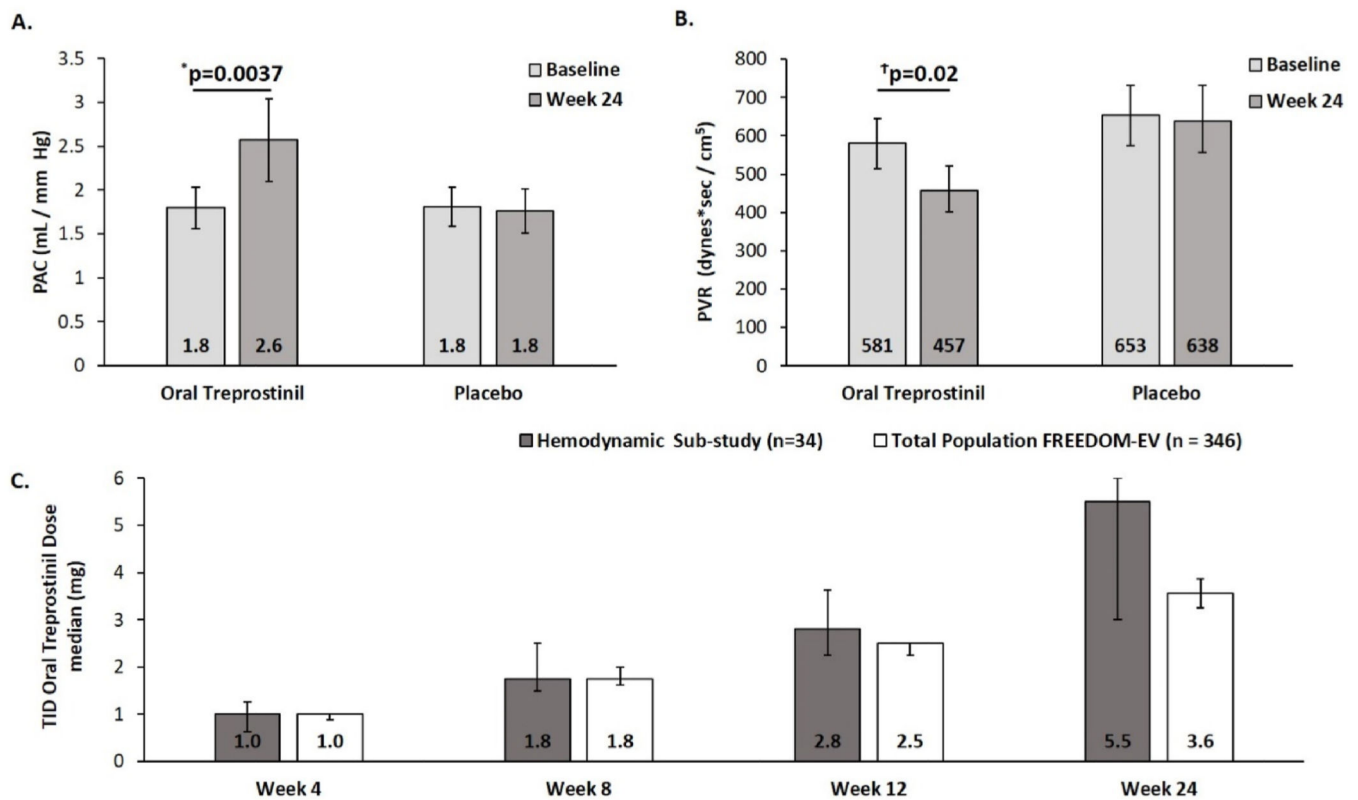 A.
3.5
3
2.5
2
1.5
1
0.5
0
PAC (mL / mm Hg)
*p=0.0037
Baseline
Week 24
1.8
2.6
1.8
1.8
Oral Treprostinil
Placebo
B.
800
700
600
500
400
300
200
100
0
PVR (dynes*sec / cm⁵)
†p=0.02
Baseline
Week 24
581
457
653
638
Oral Treprostinil
Placebo
Hemodynamic Sub-study (n=34)
Total Population FREEDOM-EV (n = 346)
C.
6
5
4
3
2
1
0
TID Oral Treprostinil Dose
median (mg)
1.0
1.0
1.8
1.8
2.8
2.5
5.5
3.6
Week 4
Week 8
Week 12
Week 24